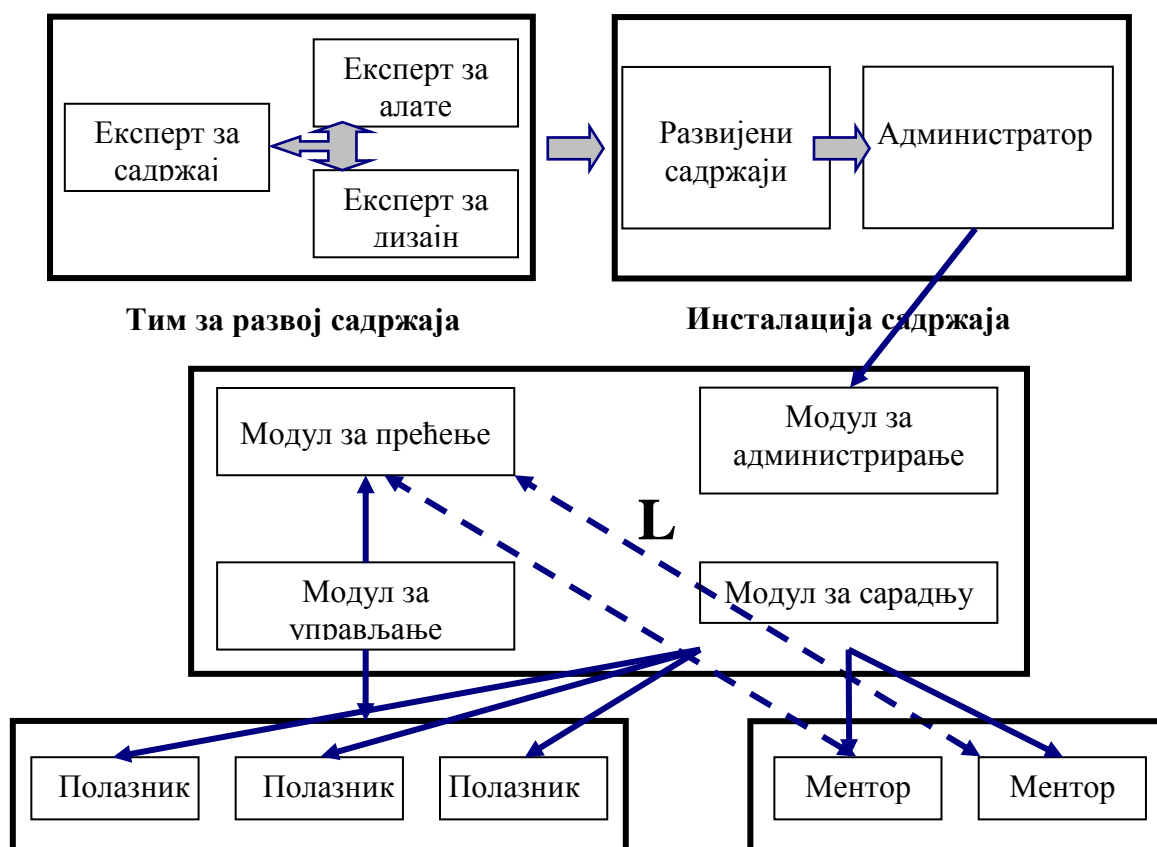 Експерт за
алате
Експерт за
садржај
Експерт за
дизајн
Развијени
садржаји
Администратор
Тим за развој садржаја
Инсталација садржаја
Модул за прећење
Модул за
администрирање
L
Модул за
управљање
Модул за сарадњу
Полазник
Полазник
Полазник
Ментор
Ментор